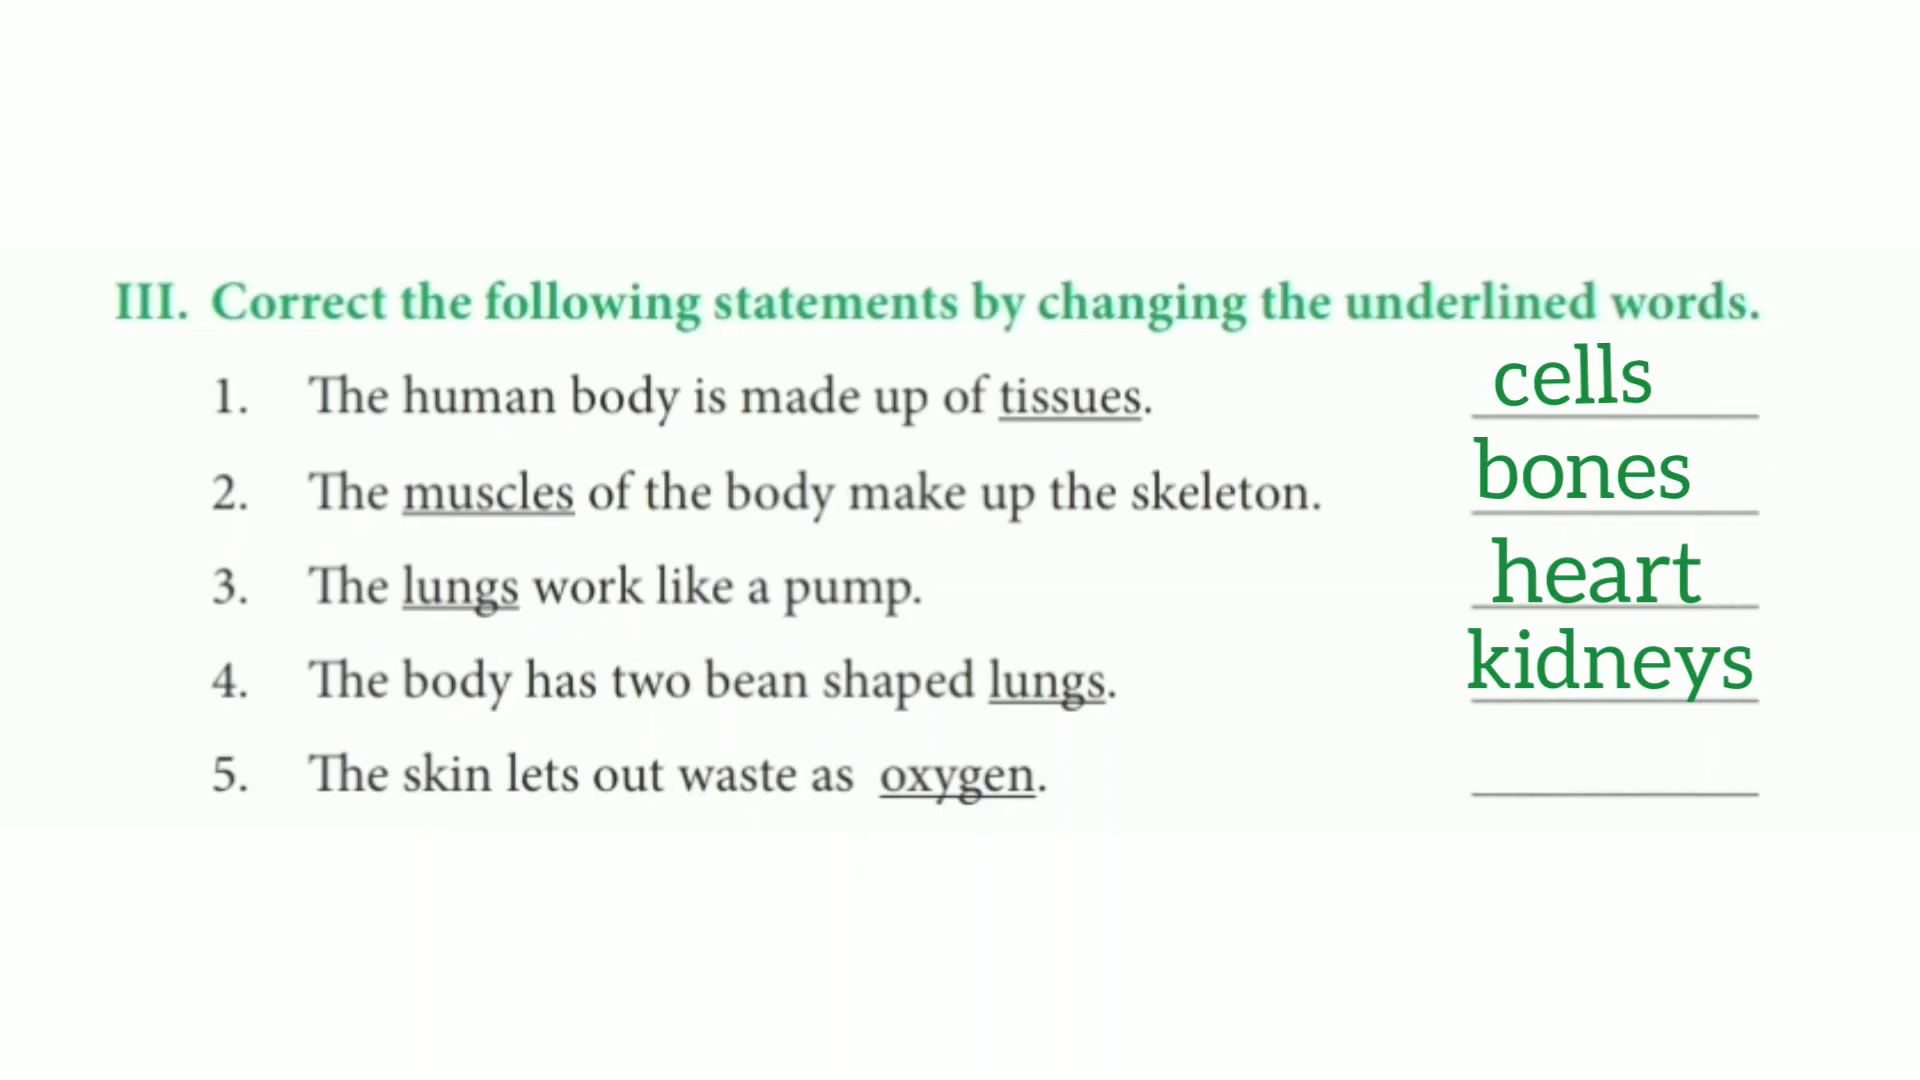 III. Correct the following statements by changing the underlined words.
1. The human body is made up of tissues. cells
2. The muscles of the body make up the skeleton. bones
3. The lungs work like a pump. heart
4. The body has two bean shaped lungs. kidneys
5. The skin lets out waste as oxygen.